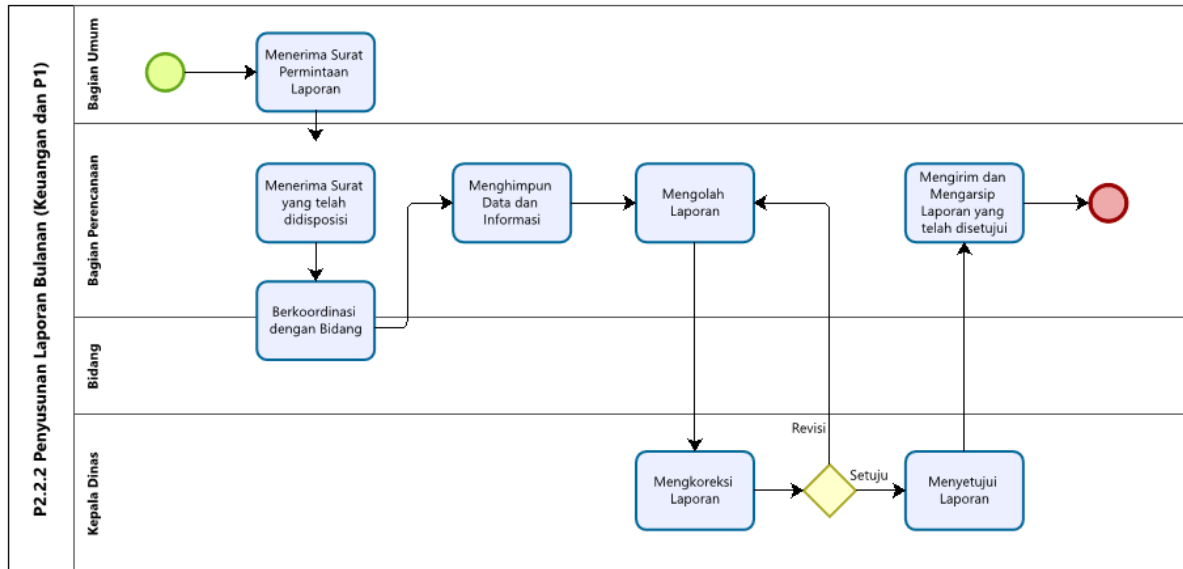 P2.2.2 Penyusunan Laporan Bulanan (Keuangan dan P1)
Bagian Umum
Menerima Surat
Permintaan
Laporan
Bagian Perencanaan
Menerima Surat
yang telah
didisposisi
Menghimpun
Data dan
Informasi
Mengolah
Laporan
Mengirim dan
Mengarsip
Laporan yang
telah disetujui
Berkoordinasi
dengan Bidang
Bidang
Kepala Dinas
Mengkoreksi
Laporan
Revisi
Setuju
Menyetujui
Laporan